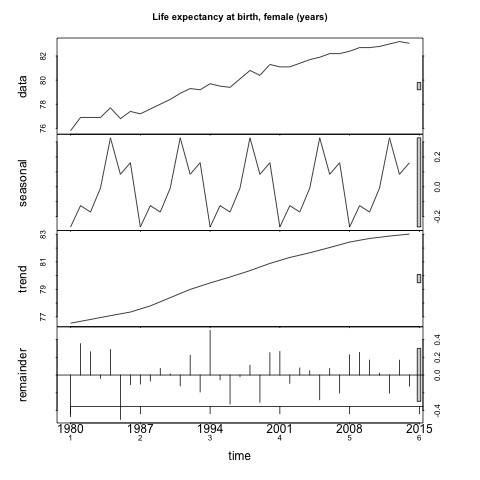 Life expectancy at birth, female (years)
data
76 78 80 82
seasonal
-0.2 0.0 0.2
trend
77 79 81 83
remainder
-0.4 0.0 0.2 0.4
1980 1987 1994 2001 2008 2015
1 2 3 4 5 6
time